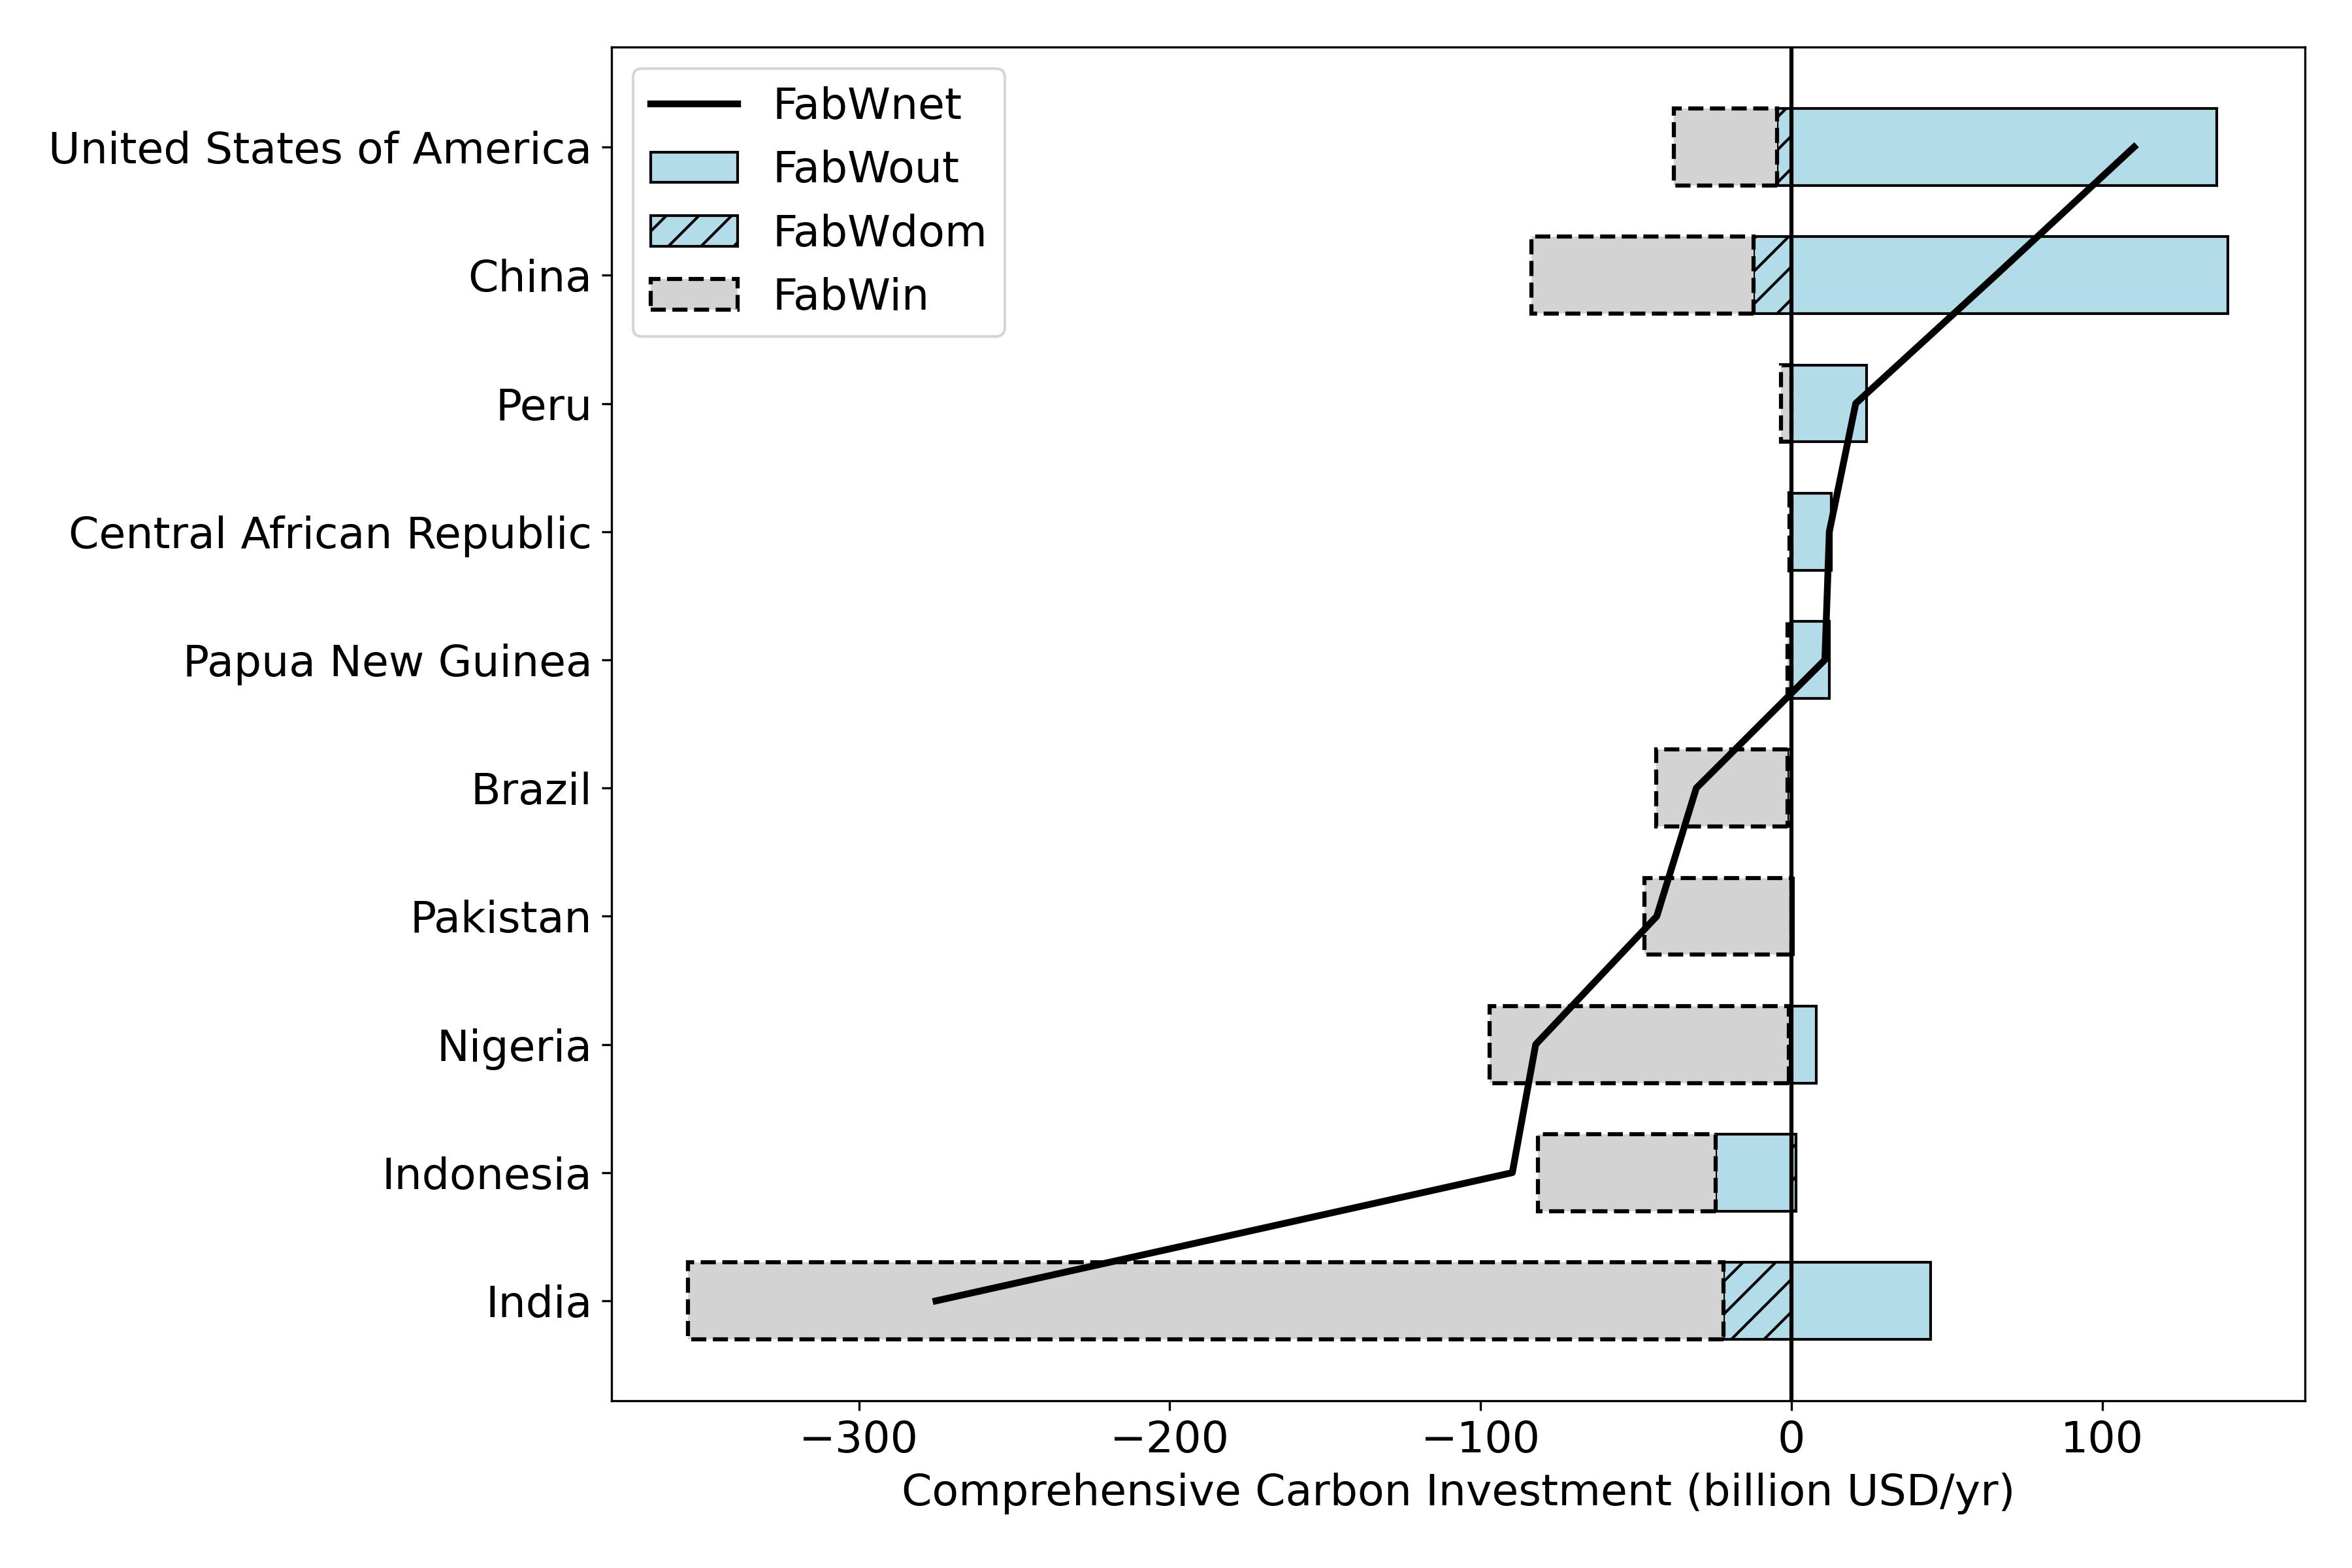 United States of America
China
Peru
Central African Republic
Papua New Guinea
Brazil
Pakistan
Nigeria
Indonesia
India
FabWnet
FabWout
FabWdom
FabWin
−300 −200 −100 0 100
Comprehensive Carbon Investment (billion USD/yr)